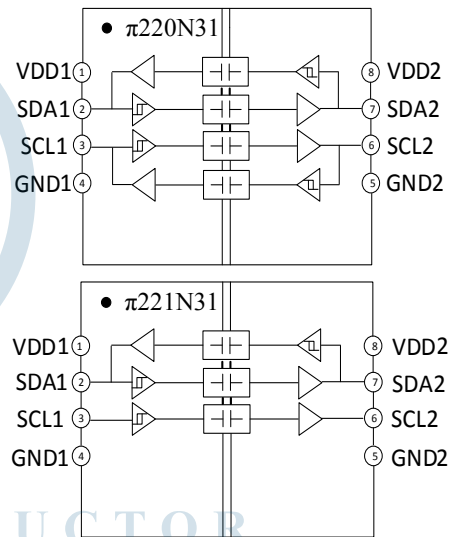 • π220N31
VDD1 1 8 VDD2
SDA1 2 7 SDA2
SCL1 3 6 SCL2
GND1 4 5 GND2
• π221N31
VDD1 1 8 VDD2
SDA1 2 7 SDA2
SCL1 3 6 SCL2
GND1 4 5 GND2
UCTOR